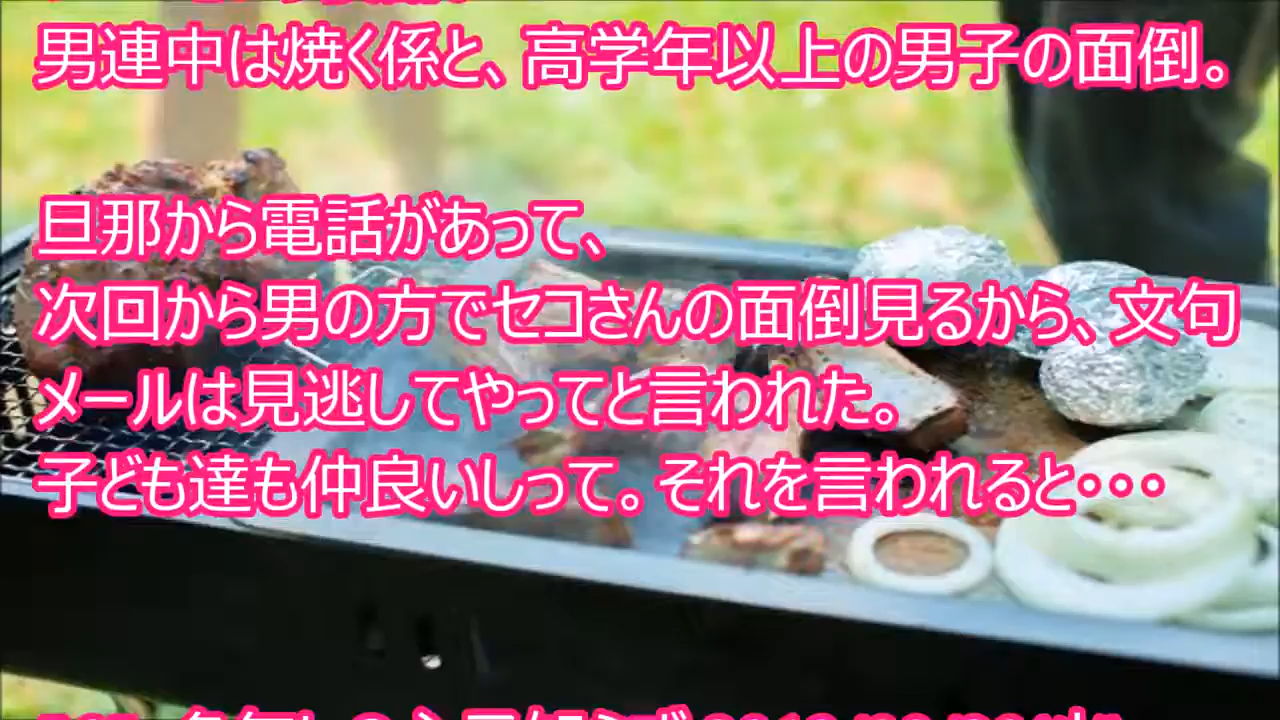 男連中は焼く係と、高学年以上の男子の面倒。
旦那から電話があって、
次回から男の方でセコさんの面倒見るから、文句
メールは見逃してやってと言われた。
子ども達も仲良いしって。それを言われると・・・